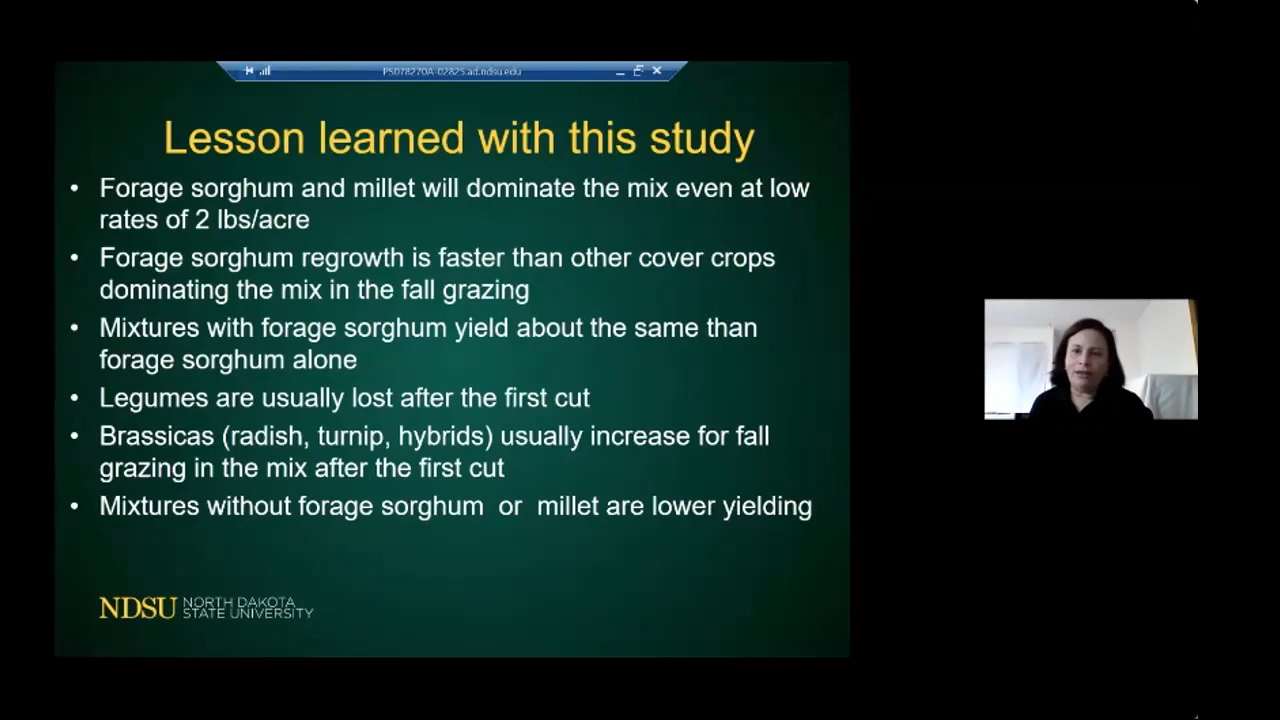 PS078270A-02825.ad.ndsu.edu
Lesson learned with this study
• Forage sorghum and millet will dominate the mix even at low
rates of 2 lbs/acre
• Forage sorghum regrowth is faster than other cover crops
dominating the mix in the fall grazing
• Mixtures with forage sorghum yield about the same than
forage sorghum alone
• Legumes are usually lost after the first cut
• Brassicas (radish, turnip, hybrids) usually increase for fall
grazing in the mix after the first cut
• Mixtures without forage sorghum or millet are lower yielding
NDSU NORTH DAKOTA
STATE UNIVERSITY